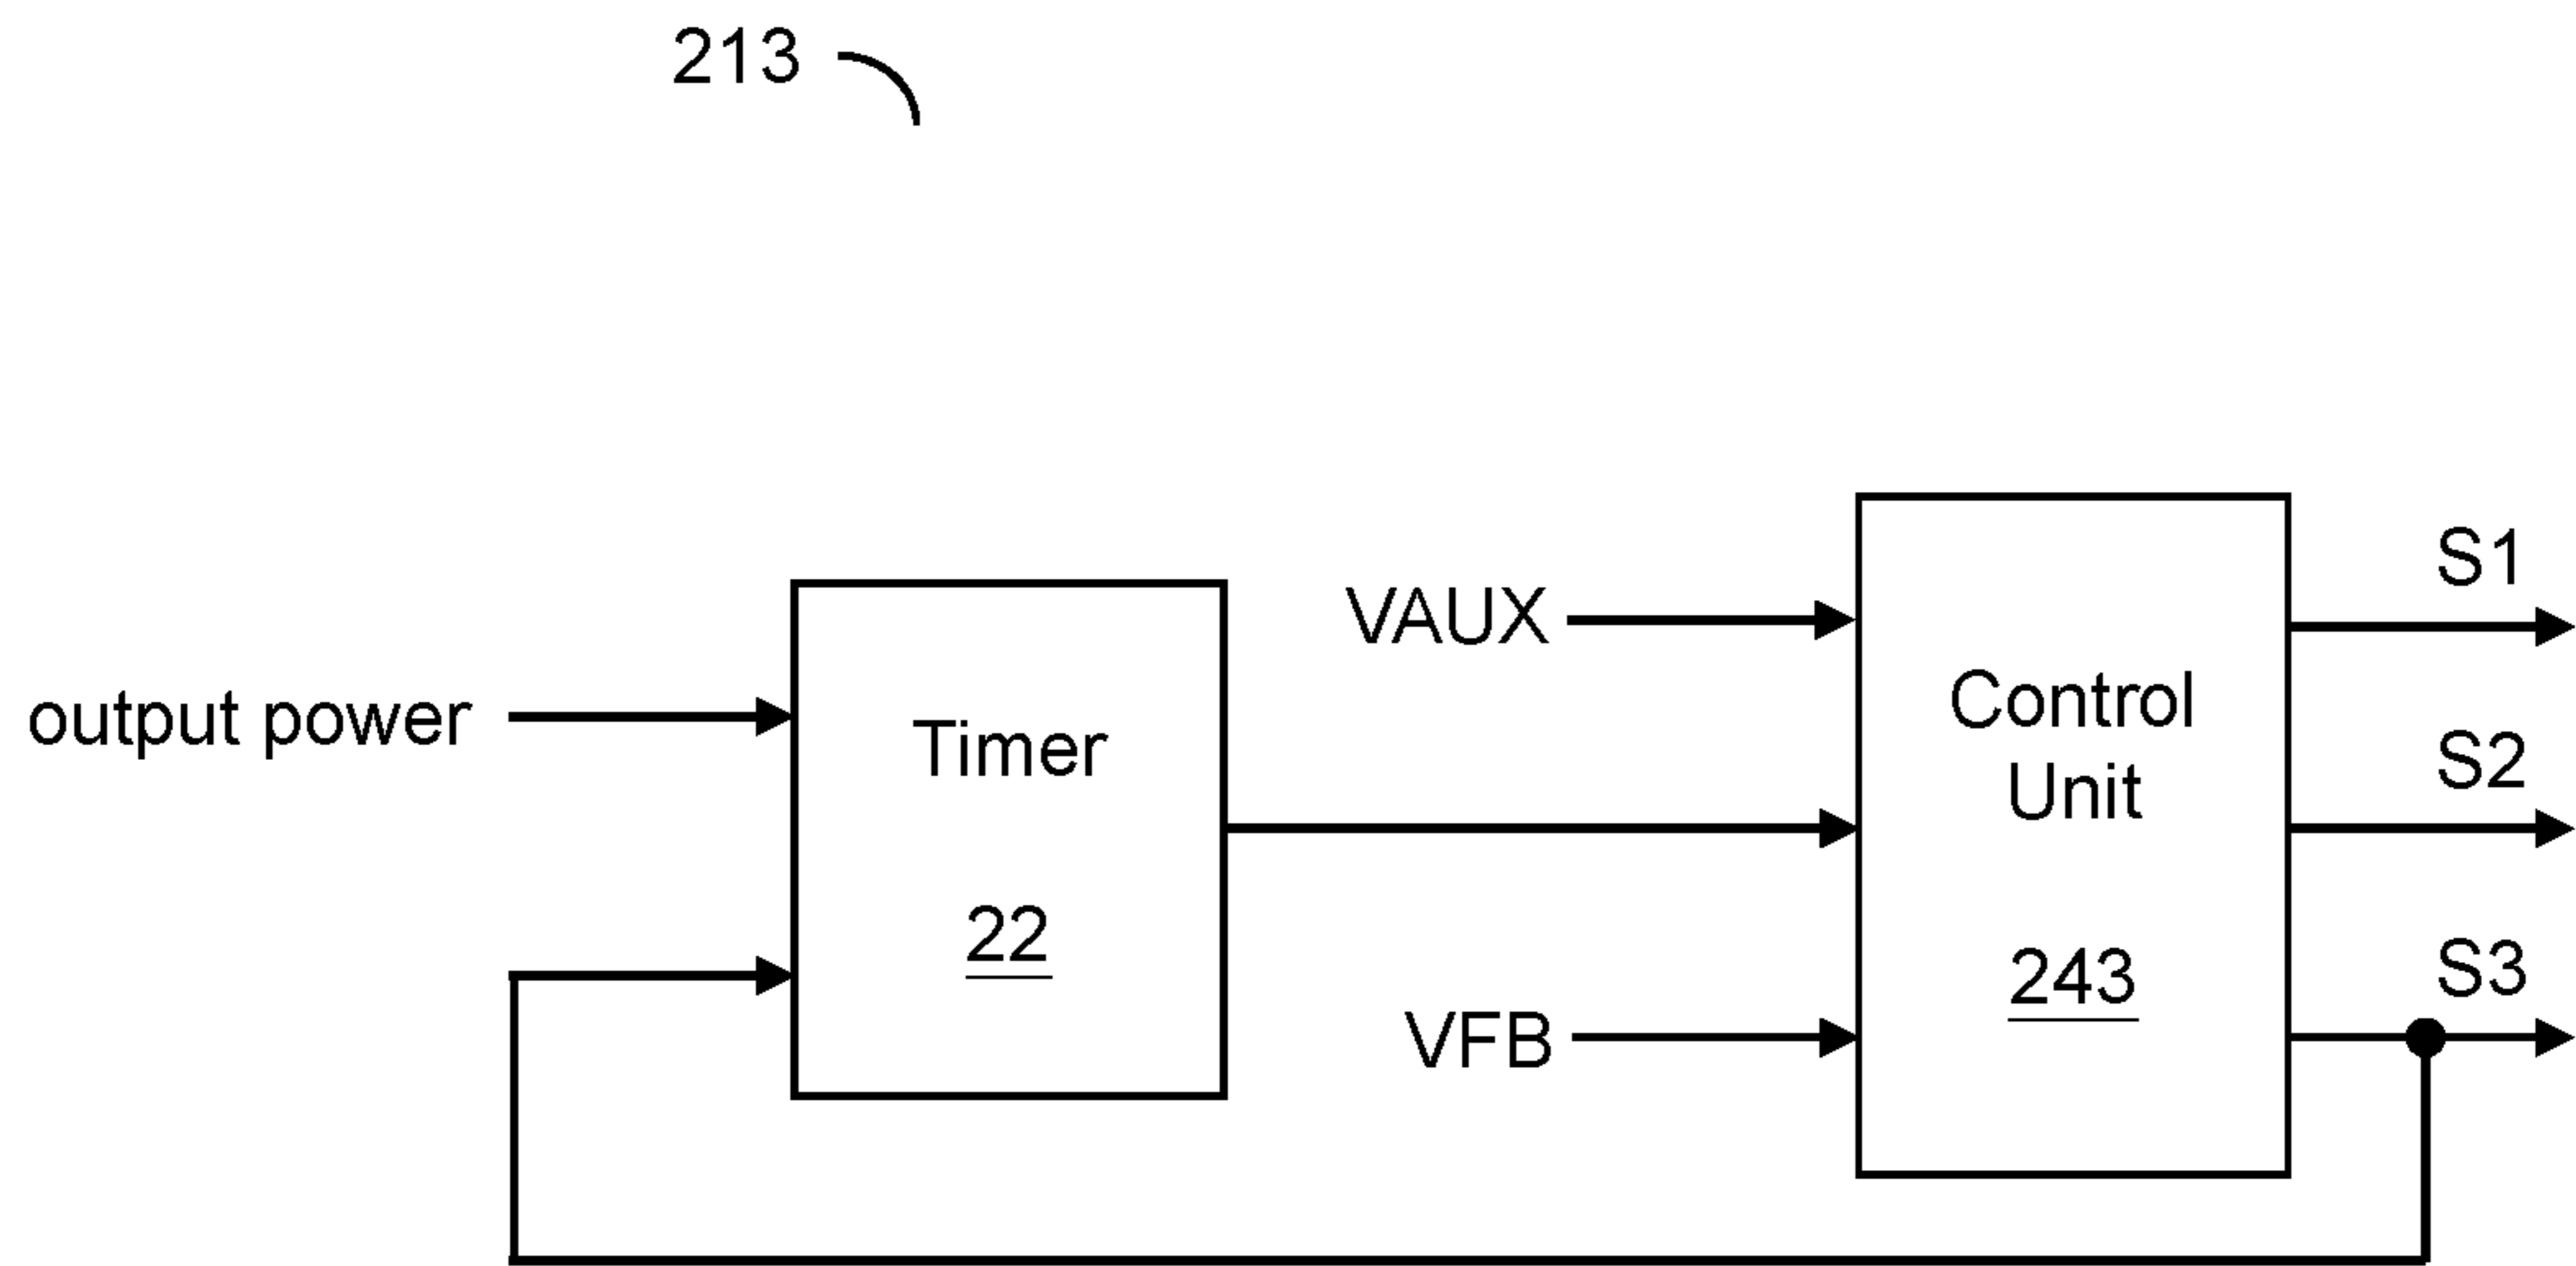 213
output power
Timer
22
VAUX
VFB
Control
Unit
243
S1
S2
S3